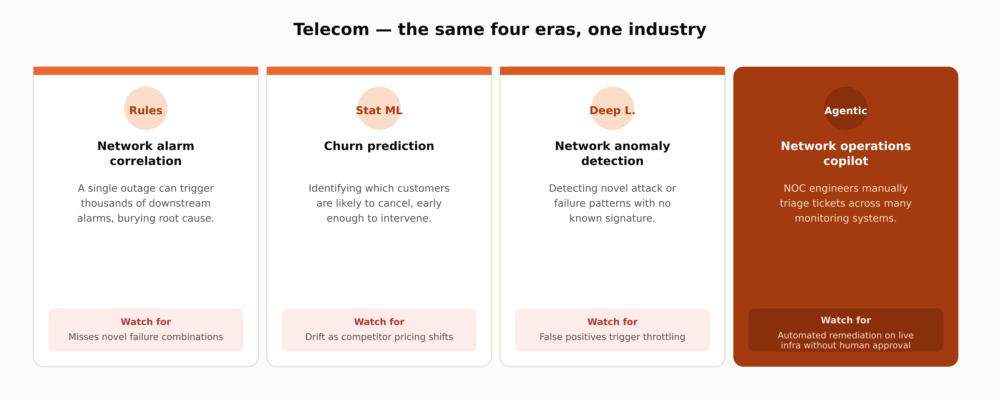 Telecom — the same four eras, one industry
Rules
Network alarm
correlation
A single outage can trigger
thousands of downstream
alarms, burying root cause.
Watch for
Misses novel failure combinations
Stat ML
Churn prediction
Identifying which customers
are likely to cancel, early
enough to intervene.
Watch for
Drift as competitor pricing shifts
Deep L.
Network anomaly
detection
Detecting novel attack or
failure patterns with no
known signature.
Watch for
False positives trigger throttling
Agentic
Network operations
copilot
NOC engineers manually
triage tickets across many
monitoring systems.
Watch for
Automated remediation on live
infra without human approval